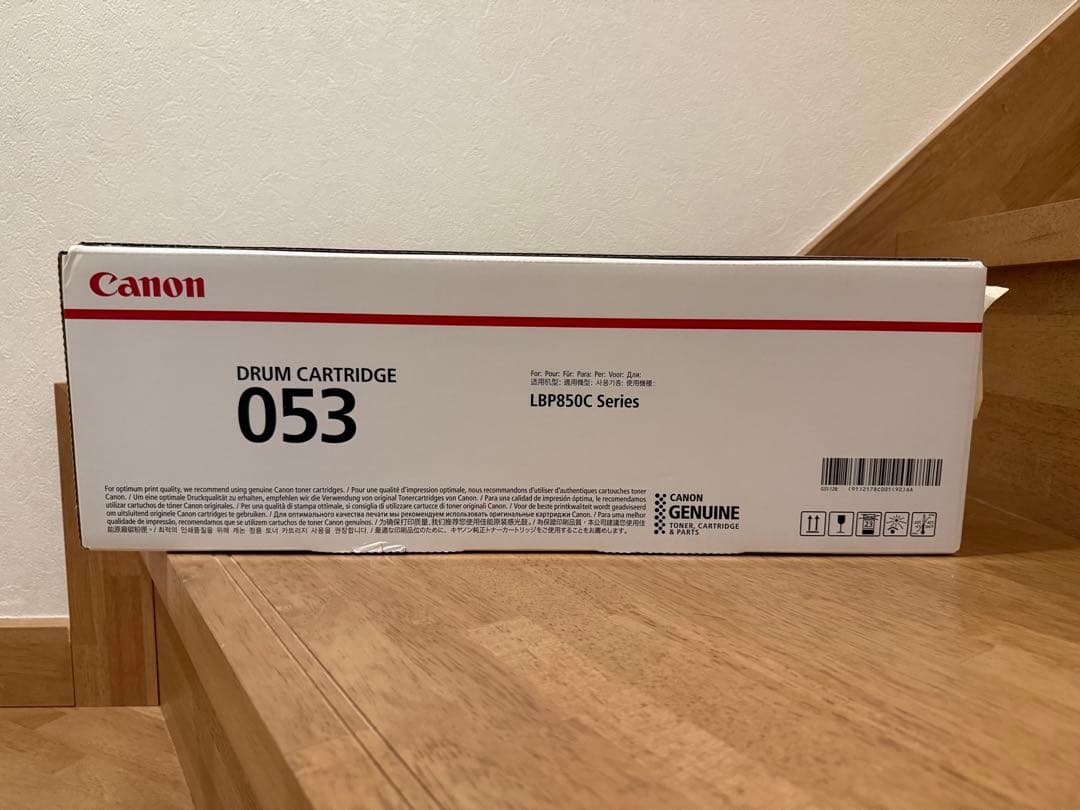 Canon
DRUM CARTRIDGE
053
For: Pour: Für: Para: Per: Voor: Для:
适用机型: 適用機型: 사용기종: 使用機種:
LBP850C Series
For optimum print quality, we recommend using genuine Canon toner cartridges. / Pour une qualité d'impression optimale, nous recommandons d'utiliser d'authentiques cartouches toner
Canon. / Um eine optimale Druckqualität zu erhalten, empfehlen wir die Verwendung von original Tonercartridges von Canon. / Para una calidad de impresión óptima, le recomendamos
utilizar cartuchos de tóner Canon originales. / Per una qualità di stampa ottimale, si consiglia di utilizzare cartucce di toner originali Canon. / Voor de beste printkwaliteit wordt geadviseerd
om uitsluitend originele Canon cartridges te gebruiken. / Для оптимального качества печати мы рекомендуем использовать оригинальные картриджи Canon. / Para uma melhor
qualidade de impressão, recomendamos que se utilizem cartuchos de toner Canon genuínos. / 为确保打印质量,我们推荐您使用佳能原装感光鼓。/ 為保證印刷品質,本公司建議您使用佳
能原廠碳粉匣。/ 최적의 인쇄품질을 위해 캐논 정품 토너 카트리지 사용을 권장합니다. / 最適な印刷品位のために、キヤノン純正トナーカートリッジをご使用することをお薦めします。
CANON
GENUINE
TONER, CARTRIDGE
& PARTS